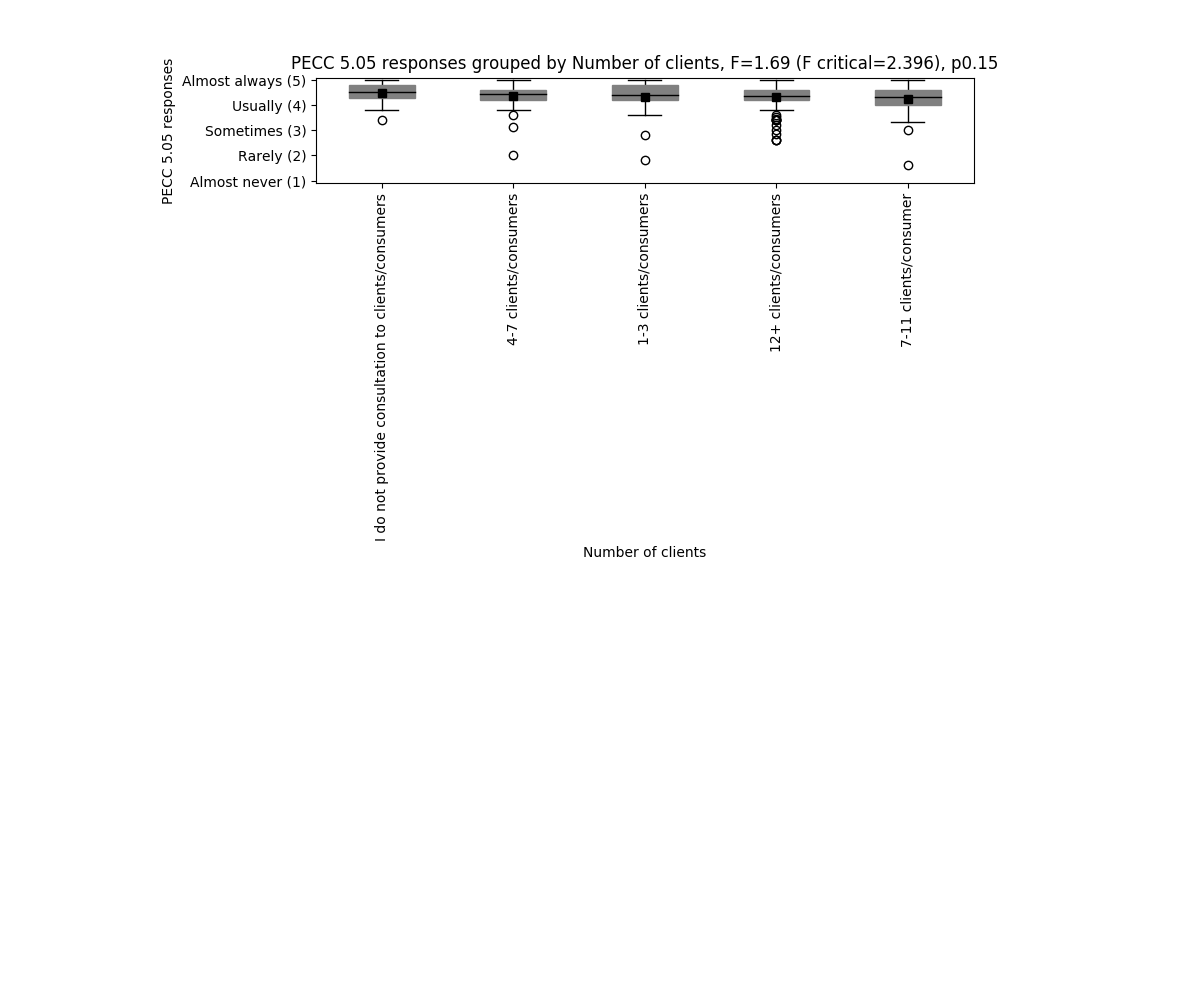 PECC 5.05 responses grouped by Number of clients, F=1.69 (F critical=2.396), p0.15
PECC 5.05 responses
Almost always (5)
Usually (4)
Sometimes (3)
Rarely (2)
Almost never (1)
I do not provide consultation to clients/consumers
4-7 clients/consumers
1-3 clients/consumers
12+ clients/consumers
7-11 clients/consumer
Number of clients